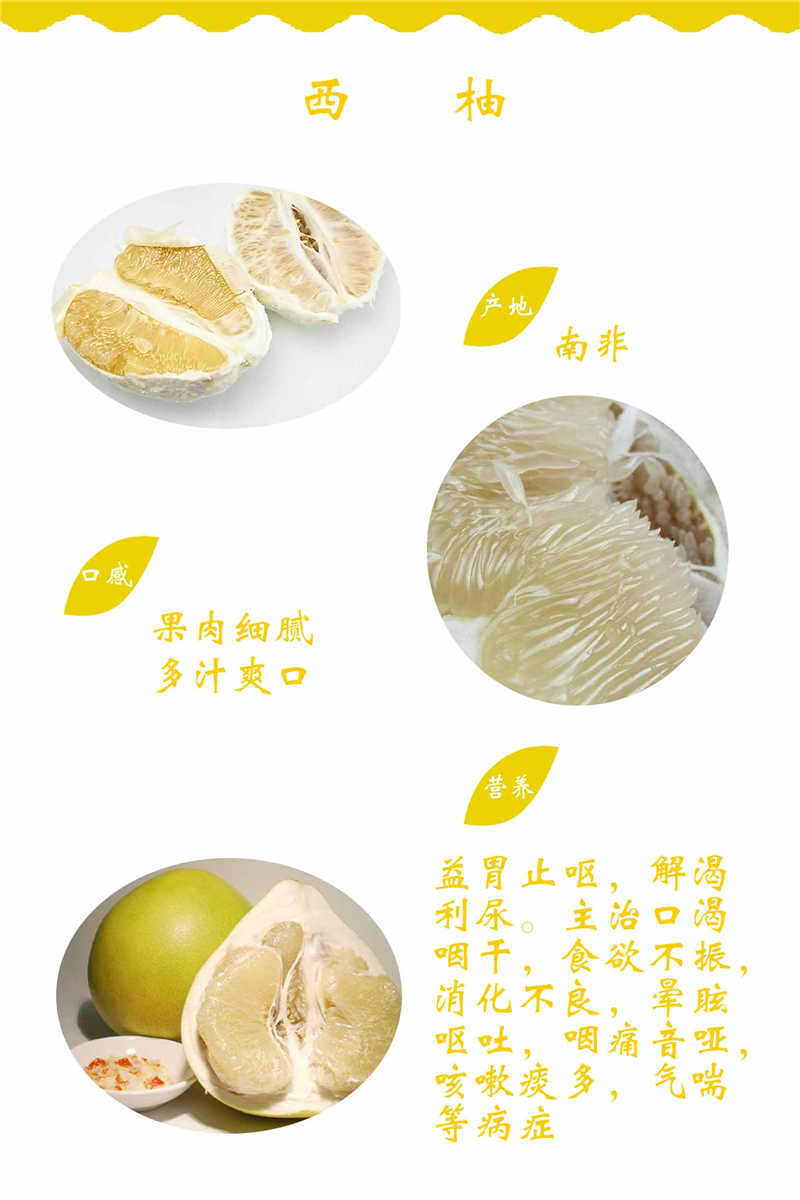 西 柚
产地
南非
口感
果肉细腻
多汁爽口
营养
益胃止呕，解渴
利尿。主治口渴
咽干，食欲不振，
消化不良，晕眩
呕吐，咽痛音哑，
咳嗽痰多，气喘
等病症